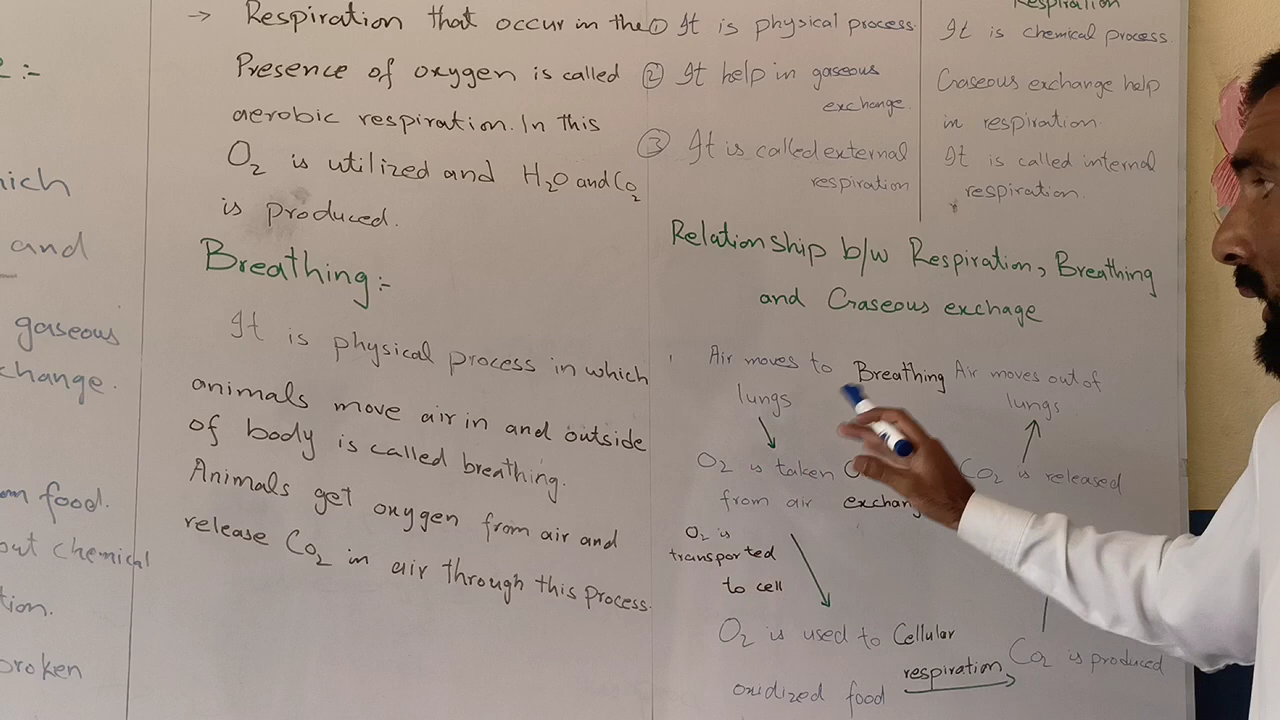 :-
and
gaseous
change.
food.
out chemical
tion.
broken
→ Respiration that occur in the
Presence of oxygen is called
aerobic respiration. In this
O2 is utilized and H2O and CO2
is produced.
Breathing:-
It is physical process in which
animals move air in and outside
of body is called breathing.
Animals get oxygen from air and
release CO2 in air through this process.
① It is physical process
② It help in gaseous
exchange.
③ It is called external
respiration
Respiration
It is chemical process.
Gaseous exchange help
in respiration.
It is called internal
respiration.
Relationship b/w Respiration, Breathing
and Gaseous exchage
Air moves to Breathing Air moves out of
lungs lungs
O2 is taken CO2 is released
from air exchang
O2 is
transported
to cell
O2 is used to Cellular
respiration CO2 is produced
oxidized food